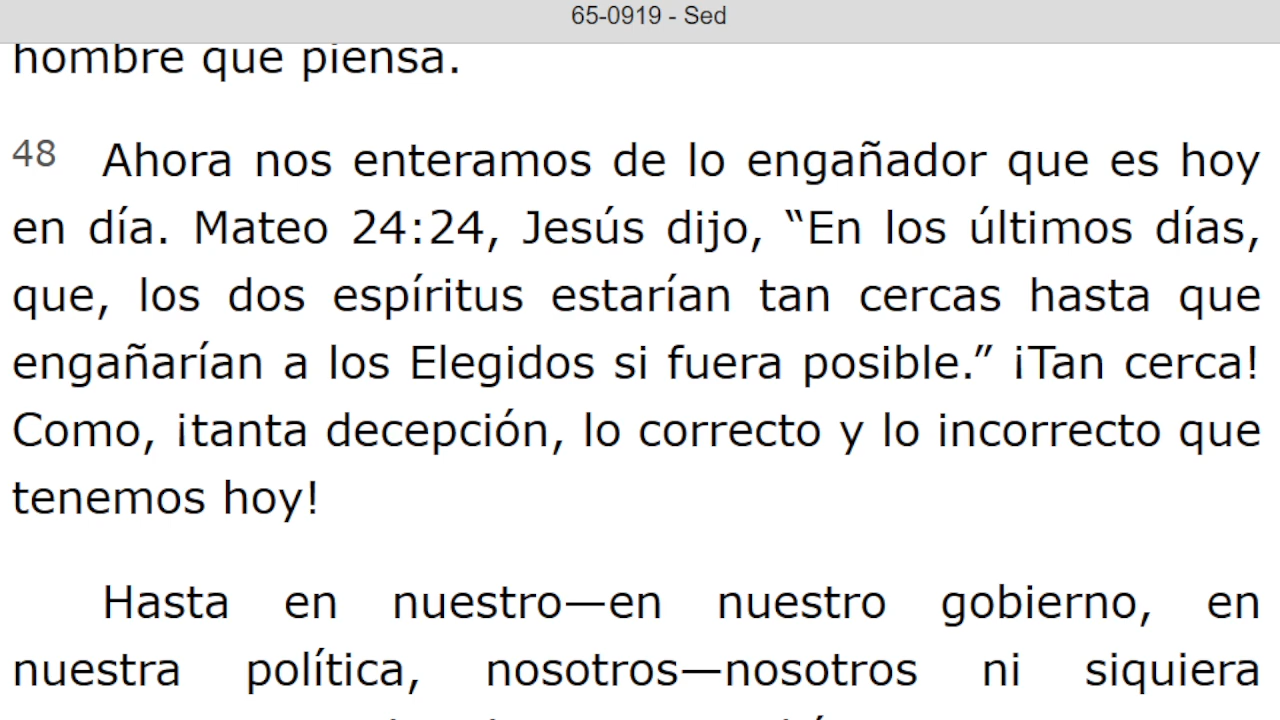 65-0919 - Sed
hombre que piensa.
48 Ahora nos enteramos de lo engañador que es hoy
en día. Mateo 24:24, Jesús dijo, “En los últimos días,
que, los dos espíritus estarían tan cercas hasta que
engañarían a los Elegidos si fuera posible.” ¡Tan cerca!
Como, ¡tanta decepción, lo correcto y lo incorrecto que
tenemos hoy!
Hasta en nuestro—en nuestro gobierno, en
nuestra política, nosotros—nosotros ni siquiera